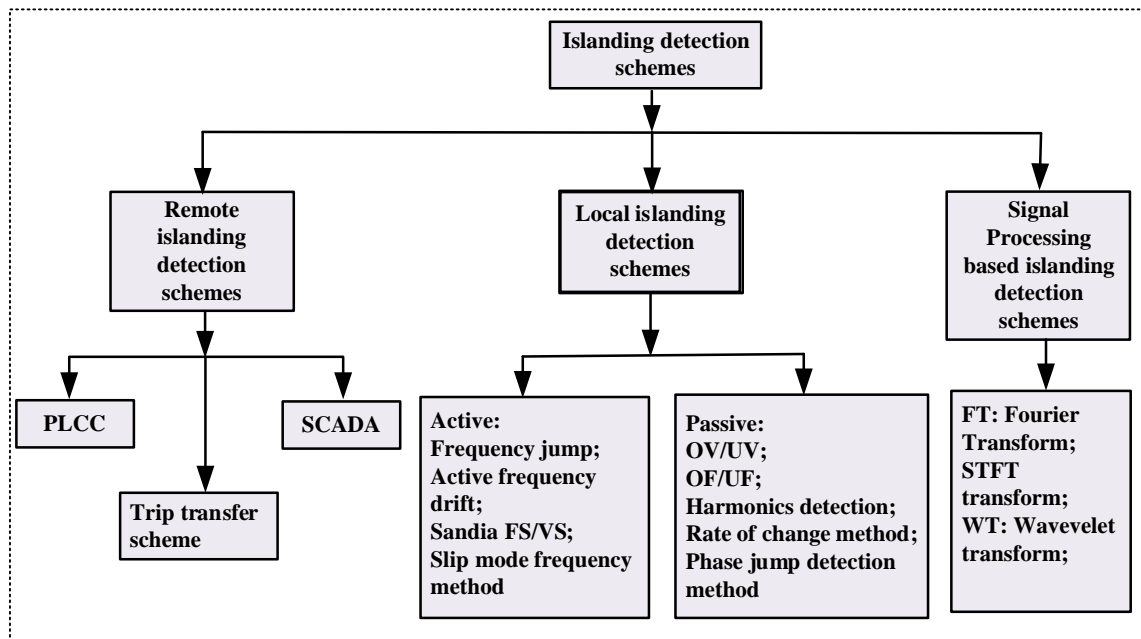 Islanding detection
schemes
Remote
islanding
detection
schemes
Local islanding
detection
schemes
Signal
Processing
based islanding
detection
schemes
PLCC
SCADA
Trip transfer
scheme
Active:
Frequency jump;
Active frequency
drift;
Sandia FS/VS;
Slip mode frequency
method
Passive:
OV/UV;
OF/UF;
Harmonics detection;
Rate of change method;
Phase jump detection
method
FT: Fourier
Transform;
STFT
transform;
WT: Wavevelet
transform;